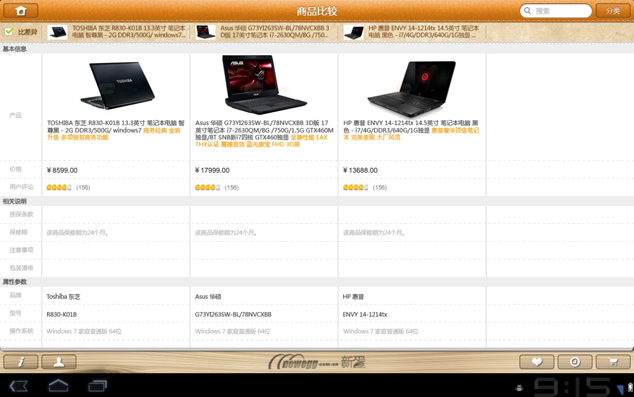 商品比较
搜索
分类
比差异
TOSHIBA 东芝 R830-K01B 13.3英寸 笔记本电脑 智尊黑 - 2G DDR3/500G/ windows7...
Asus 华硕 G73YI263SW-BL/78NVCXBB 3D版 17英寸笔记本 i7-2630QM/8G /75...
HP 惠普 ENVY 14-1214tx 14.5英寸 笔记本电脑 黑色 - i7/4G/DDR3/640G/1G独显 ...
基本信息
产品
TOSHIBA 东芝 R830-K01B 13.3英寸 笔记本电脑 智尊黑 - 2G DDR3/500G/ windows7 商务经典 全新升级 多项独有商务功能
Asus 华硕 G73YI263SW-BL/78NVCXBB 3D版 17英寸笔记本 i7-2630QM/8G /750G/1.5G GTX460M独显/BT SNB新i7四核 GTX460独显 至尊性能 EAX THX认证 震撼音效 蓝光康宝 FHD 3D屏
HP 惠普 ENVY 14-1214tx 14.5英寸 笔记本电脑 黑色 - i7/4G/DDR3/640G/1G独显 惠普奢华顶级笔记本 完美表现 大厂风范
价格
¥ 8599.00
¥ 17999.00
¥ 13688.00
用户评论
(156)
(156)
(156)
相关说明
质保条款
保修期
该商品保修期为24个月。
该商品保修期为24个月。
该商品保修期为24个月。
注意事项
包装清单
属性参数
品牌
Toshiba 东芝
Asus 华硕
HP 惠普
型号
R830-K01B
G73YI263SW-BL/78NVCXBB
ENVY 14-1214tx
操作系统
Windows 7 家庭普通版 64位
Windows 7 家庭普通版 64位
Windows 7 家庭普通版 64位
newegg.com.cn 新蛋
9:15